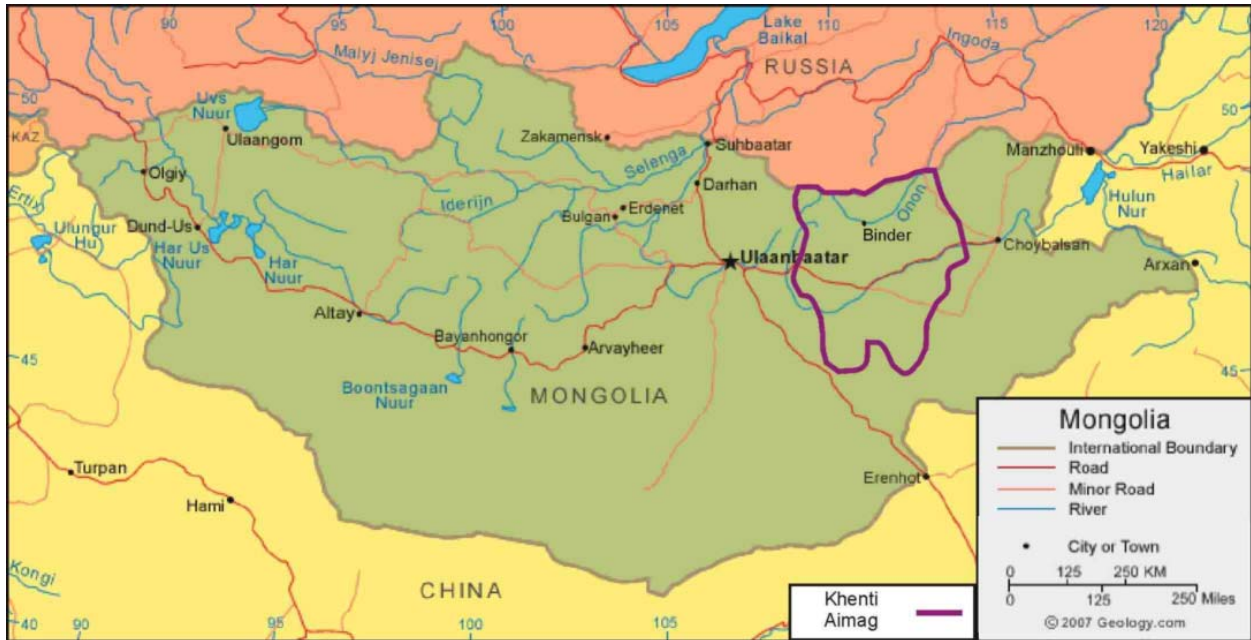 90
95
100
105
110
115
120
Lake
Baikal
Ingoda
Malyj Jenisej
RUSSIA
50
Uvs
Nuur
50
KAZ
Ulaangom
Zakamensk
Suhbaatar
Manzhouli
Yakeshi
Selenga
Hailar
Olgiy
Darhan
Ertix
Iderijn
Erdenet
Onon
Hulun
Nur
Bulgan
Binder
Ulungur
Hu
Dund-Us
Choybalsan
Har Us
Nuur
Har
Nuur
Ulaanbaatar
Arxan
Altay
Bayanhongor
Arvayheer
45
45
Boontsagaan
Nuur
MONGOLIA
Turpan
Erenhot
Hami
Kongi
CHINA
40
90
100
105
110
Mongolia
International Boundary
Road
Minor Road
River
City or Town
0 125 250 KM
0 125 250 Miles
© 2007 Geology.com
Khenti
Aimag